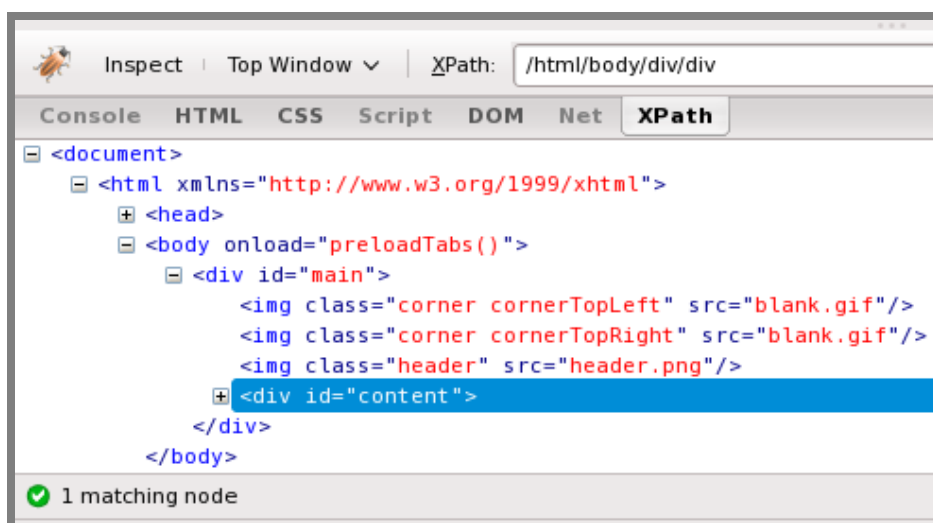 Inspect Top Window XPath: /html/body/div/div
Console HTML CSS Script DOM Net XPath
<document>
<html xmlns="http://www.w3.org/1999/xhtml">
<head>
<body onload="preloadTabs()">
<div id="main">
<img class="corner cornerTopLeft" src="blank.gif"/>
<img class="corner cornerTopRight" src="blank.gif"/>
<img class="header" src="header.png"/>
<div id="content">
</div>
</body>
1 matching node